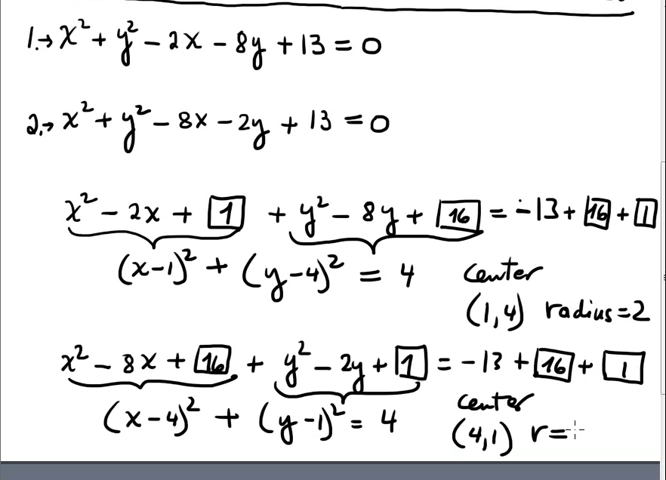 1.→ x² + y² - 2x - 8y + 13 = 0
2.→ x² + y² - 8x - 2y + 13 = 0
x² - 2x + 1 + y² - 8y + 16 = -13 + 16 + 1
(x-1)² + (y-4)² = 4 center
(1,4) radius=2
x² - 8x + 16 + y² - 2y + 1 = -13 + 16 + 1
center
(x-4)² + (y-1)² = 4 (4,1) r=